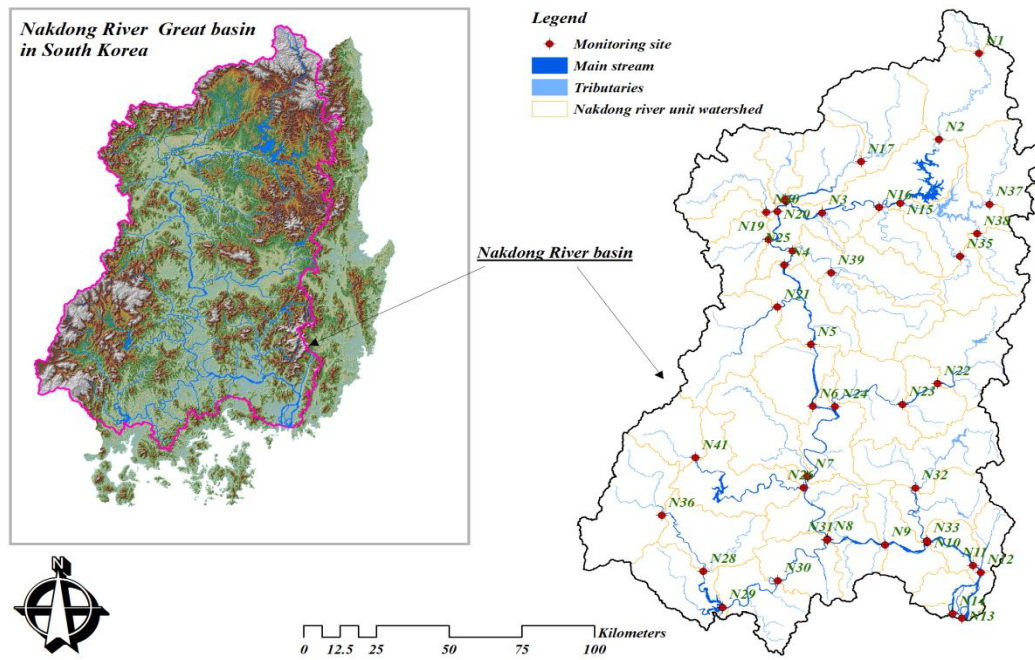 Nakdong River Great basin
in South Korea
Legend
Monitoring site
Main stream
Tributaries
Nakdong river unit watershed
N1
N2
N17
N37
N16
N3
N15
N20
N19
N38
N25
N35
N4
N39
Nakdong River basin
N21
N5
N22
N6
N24
N23
N41
N7
N32
N36
N31
N8
N9
N33
N10
N11
N12
N28
N30
N29
N14
N13
N
0
12.5
25
50
75
100
Kilometers